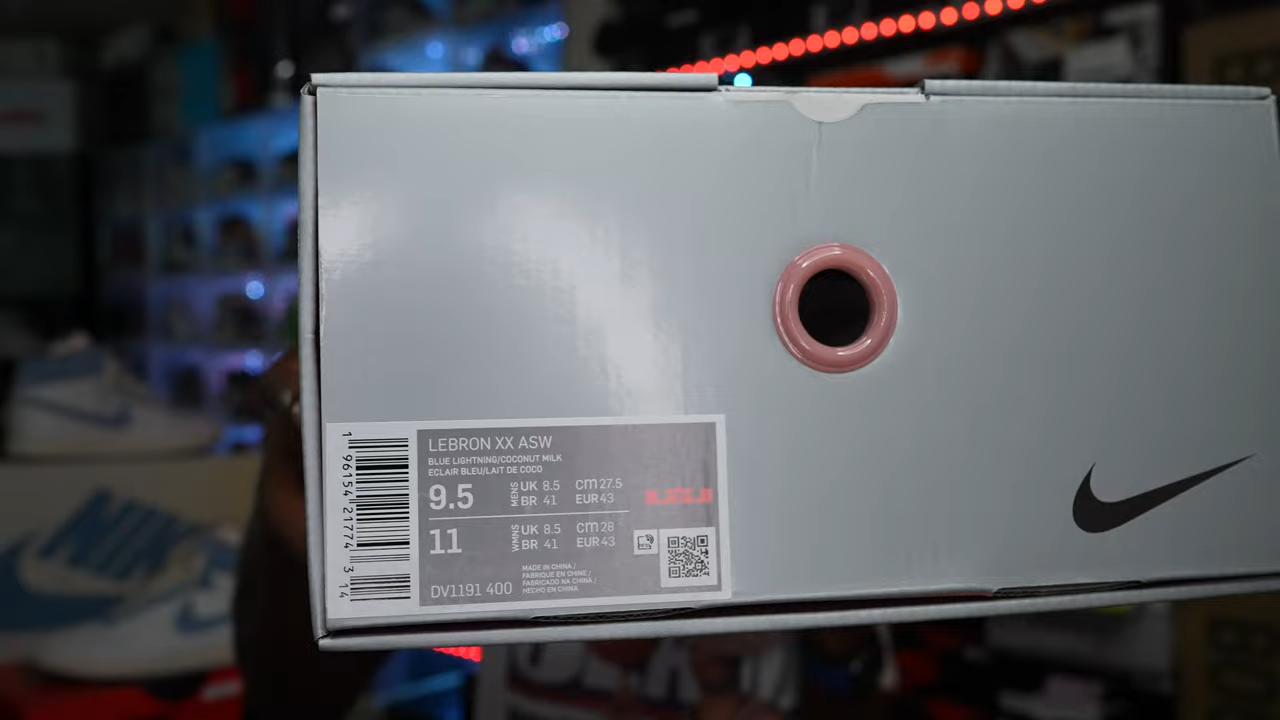 LEBRON XX ASW
BLUE LIGHTNING/COCONUT MILK
ECLAIR BLEU/LAIT DE COCO
9.5 MENS UK 8.5 cm 27.5
BR 41 EUR 43
11 WMNS UK 8.5 cm 28
BR 41 EUR 43
MADE IN CHINA /
FABRIQUE EN CHINE /
FABRICADO NA CHINA /
HECHO EN CHINA
DV1191 400
1 96154 21774 3 14